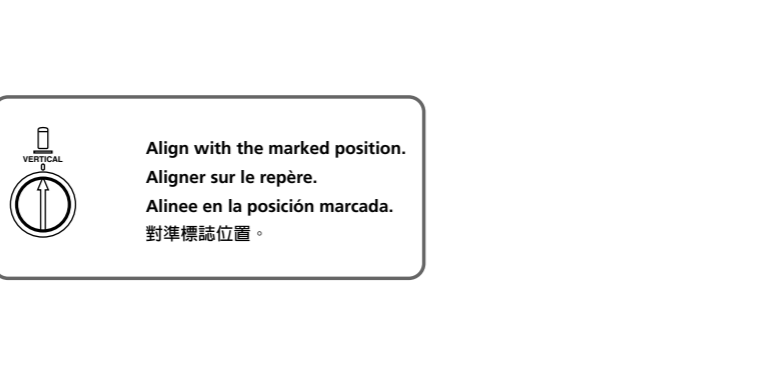 VERTICAL
0
Align with the marked position.
Aligner sur le repère.
Alinee en la posición marcada.
對準標誌位置。